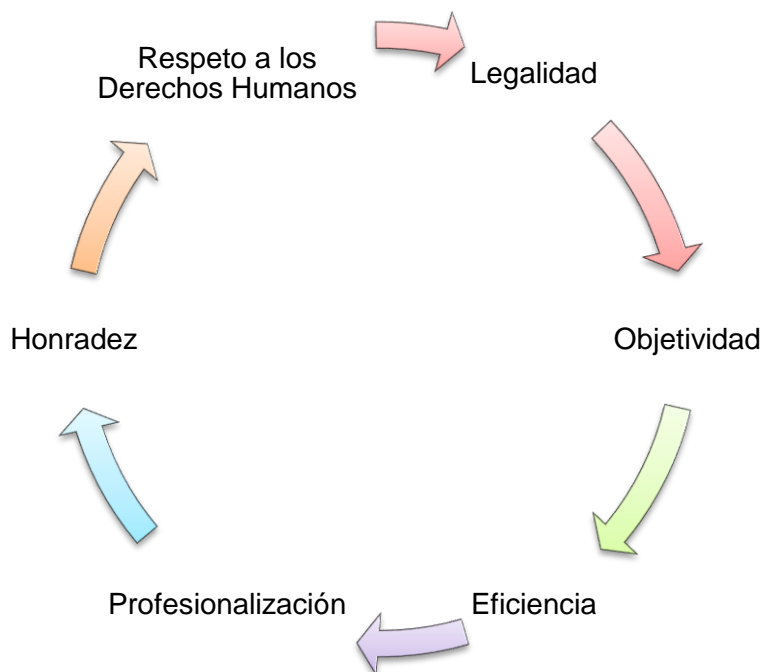 Respeto a los
Derechos Humanos
Legalidad
Objetividad
Eficiencia
Profesionalización
Honradez